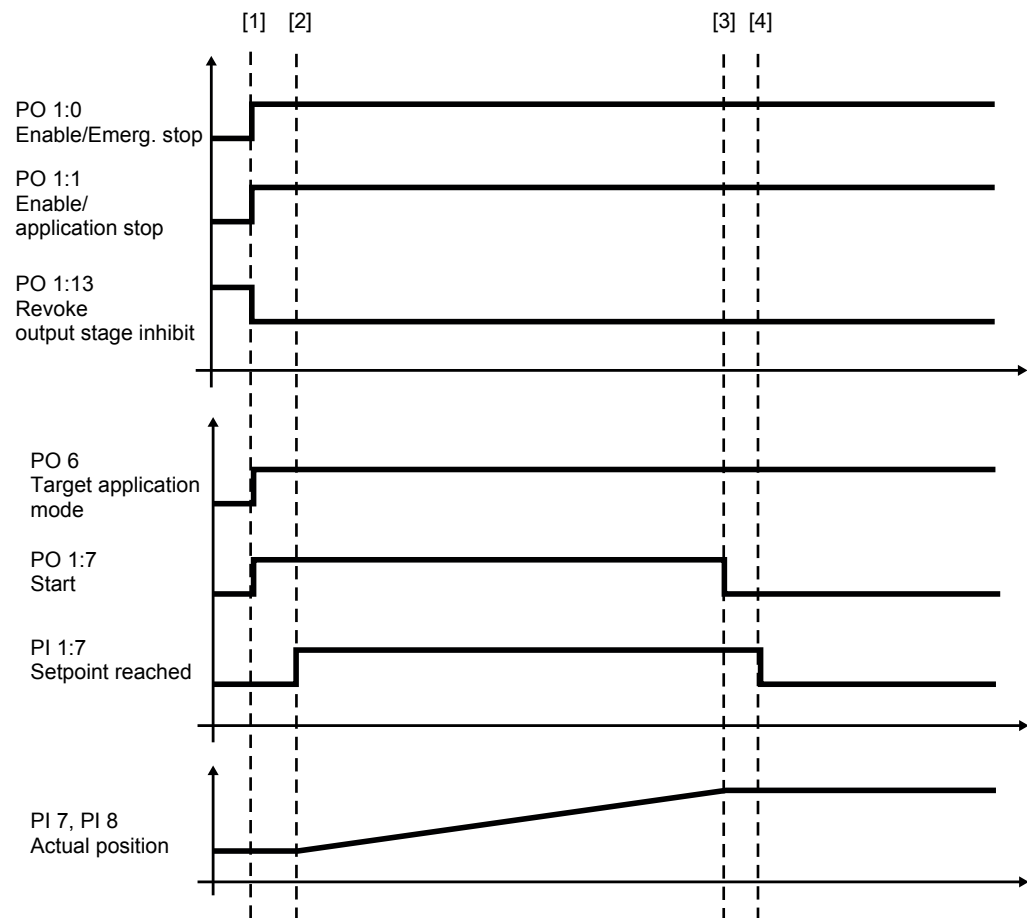 [1] [2] [3] [4]
PO 1:0
Enable/Emerg. stop
PO 1:1
Enable/
application stop
PO 1:13
Revoke
output stage inhibit
PO 6
Target application
mode
PO 1:7
Start
PI 1:7
Setpoint reached
PI 7, PI 8
Actual position